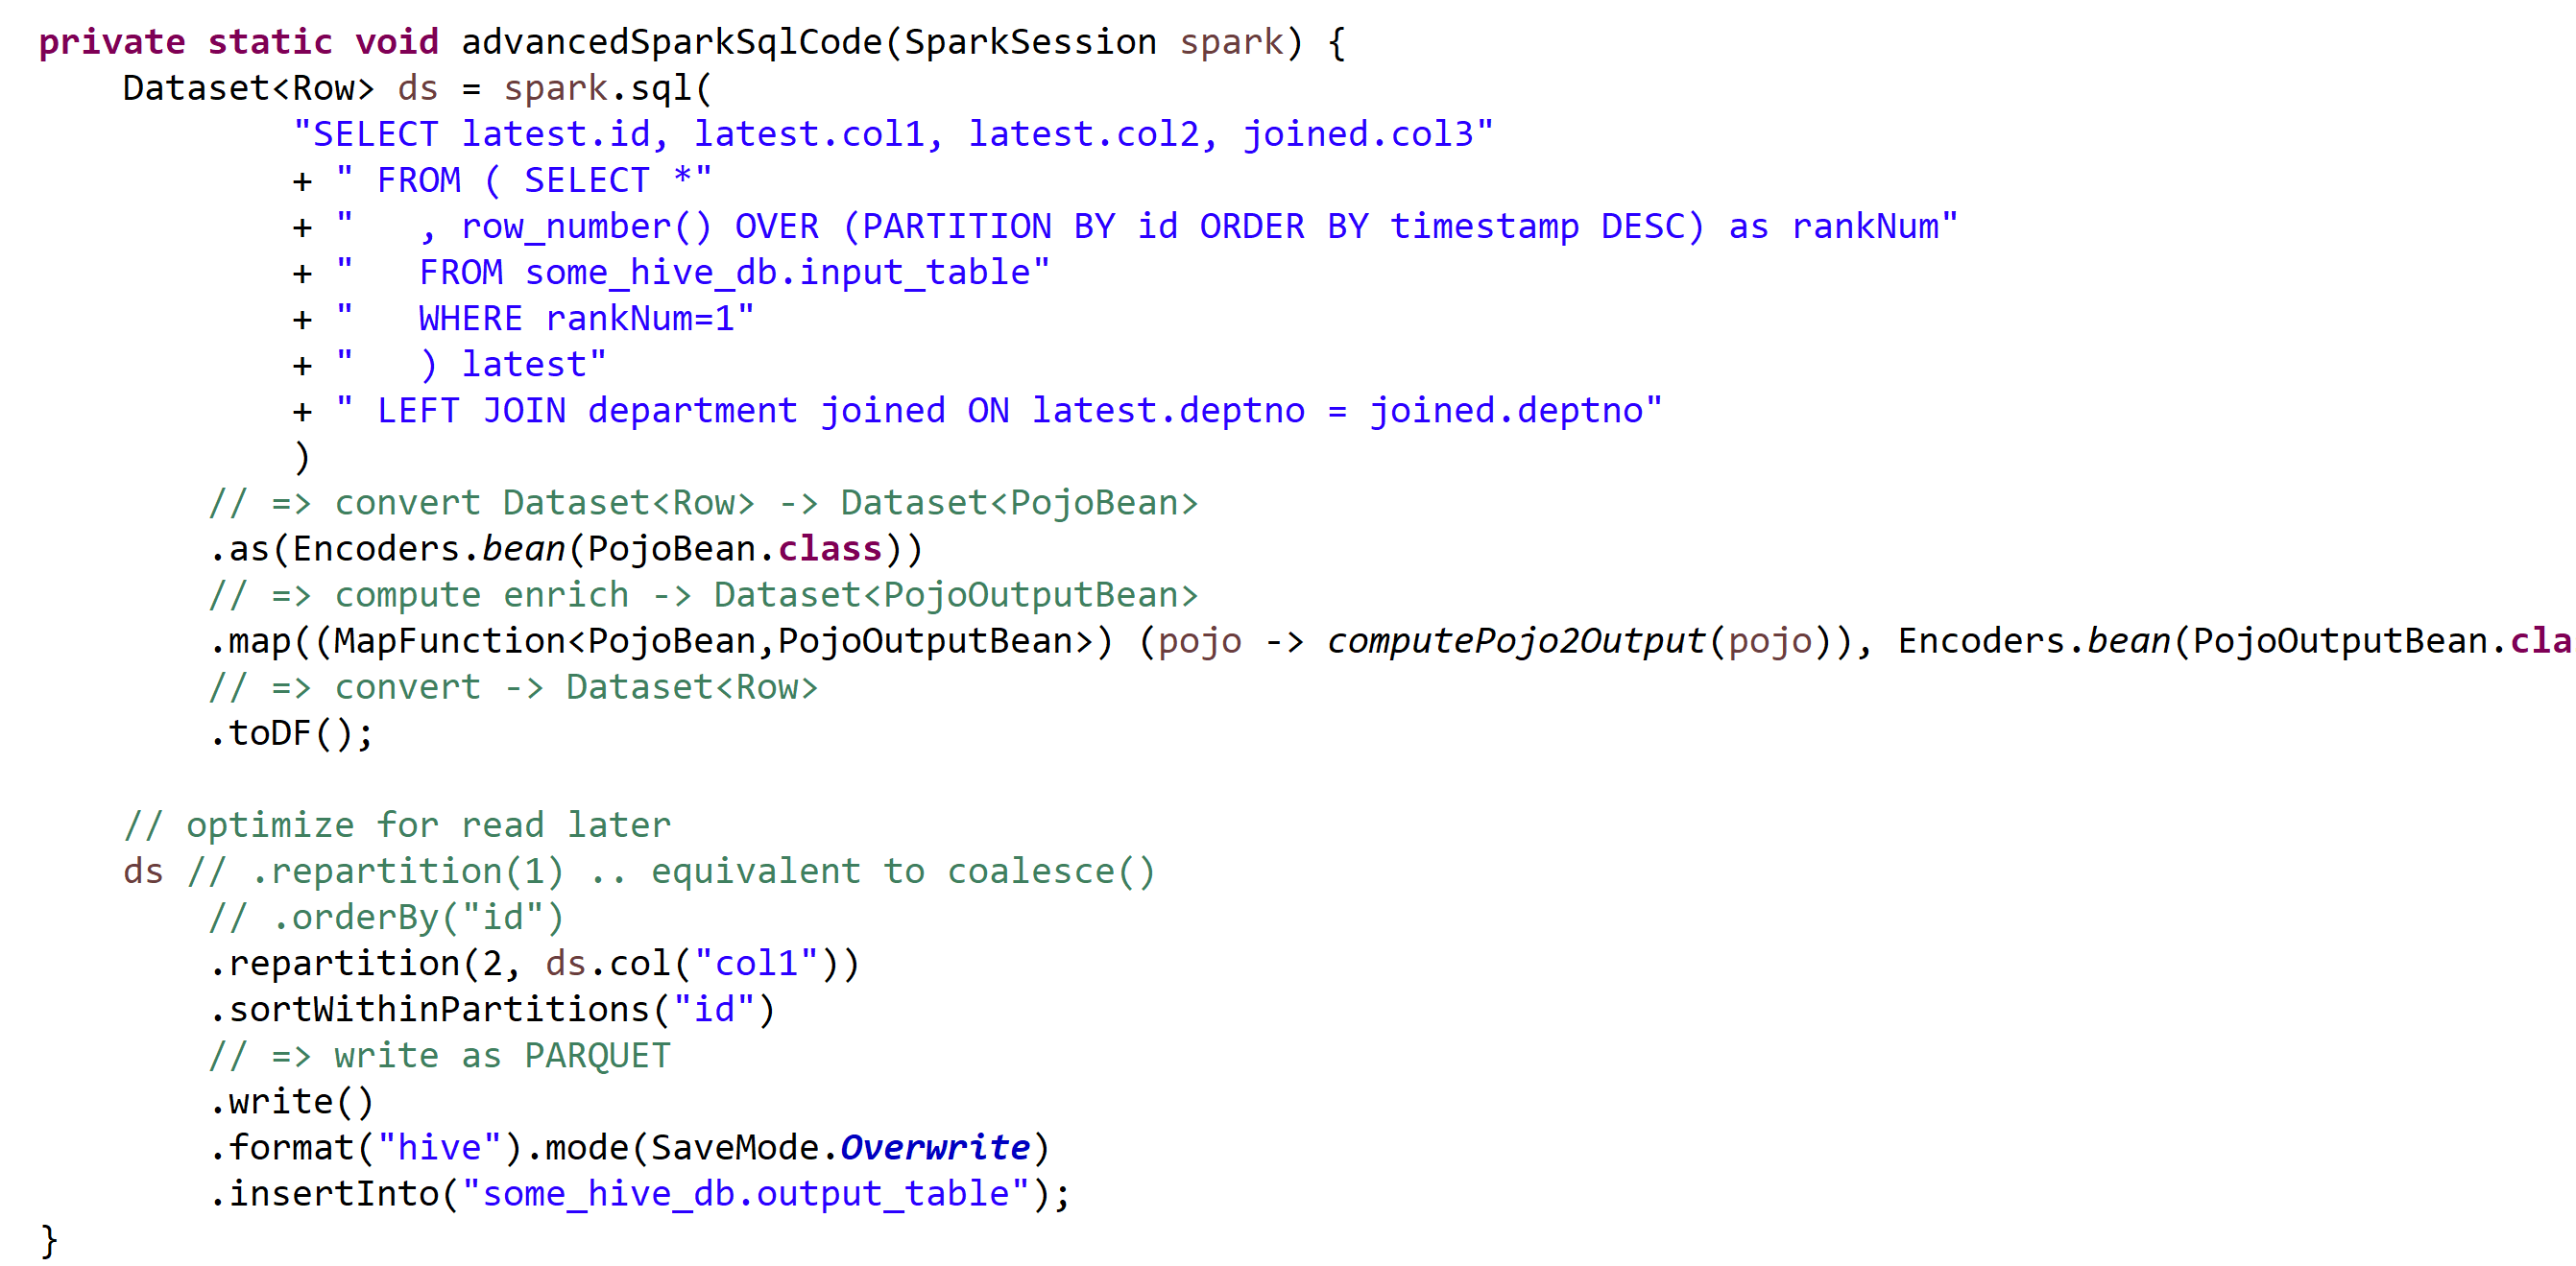 private static void advancedSparkSqlCode(SparkSession spark) {
    Dataset<Row> ds = spark.sql(
            "SELECT latest.id, latest.col1, latest.col2, joined.col3"
            + " FROM ( SELECT *"
            + "   , row_number() OVER (PARTITION BY id ORDER BY timestamp DESC) as rankNum"
            + "   FROM some_hive_db.input_table"
            + "   WHERE rankNum=1"
            + "   ) latest"
            + " LEFT JOIN department joined ON latest.deptno = joined.deptno"
            )
        // => convert Dataset<Row> -> Dataset<PojoBean>
        .as(Encoders.bean(PojoBean.class))
        // => compute enrich -> Dataset<PojoOutputBean>
        .map((MapFunction<PojoBean,PojoOutputBean>) (pojo -> computePojo2Output(pojo)), Encoders.bean(PojoOutputBean.cla
        // => convert -> Dataset<Row>
        .toDF();

    // optimize for read later
    ds // .repartition(1) .. equivalent to coalesce()
        // .orderBy("id")
        .repartition(2, ds.col("col1"))
        .sortWithinPartitions("id")
        // => write as PARQUET
        .write()
        .format("hive").mode(SaveMode.Overwrite)
        .insertInto("some_hive_db.output_table");
}